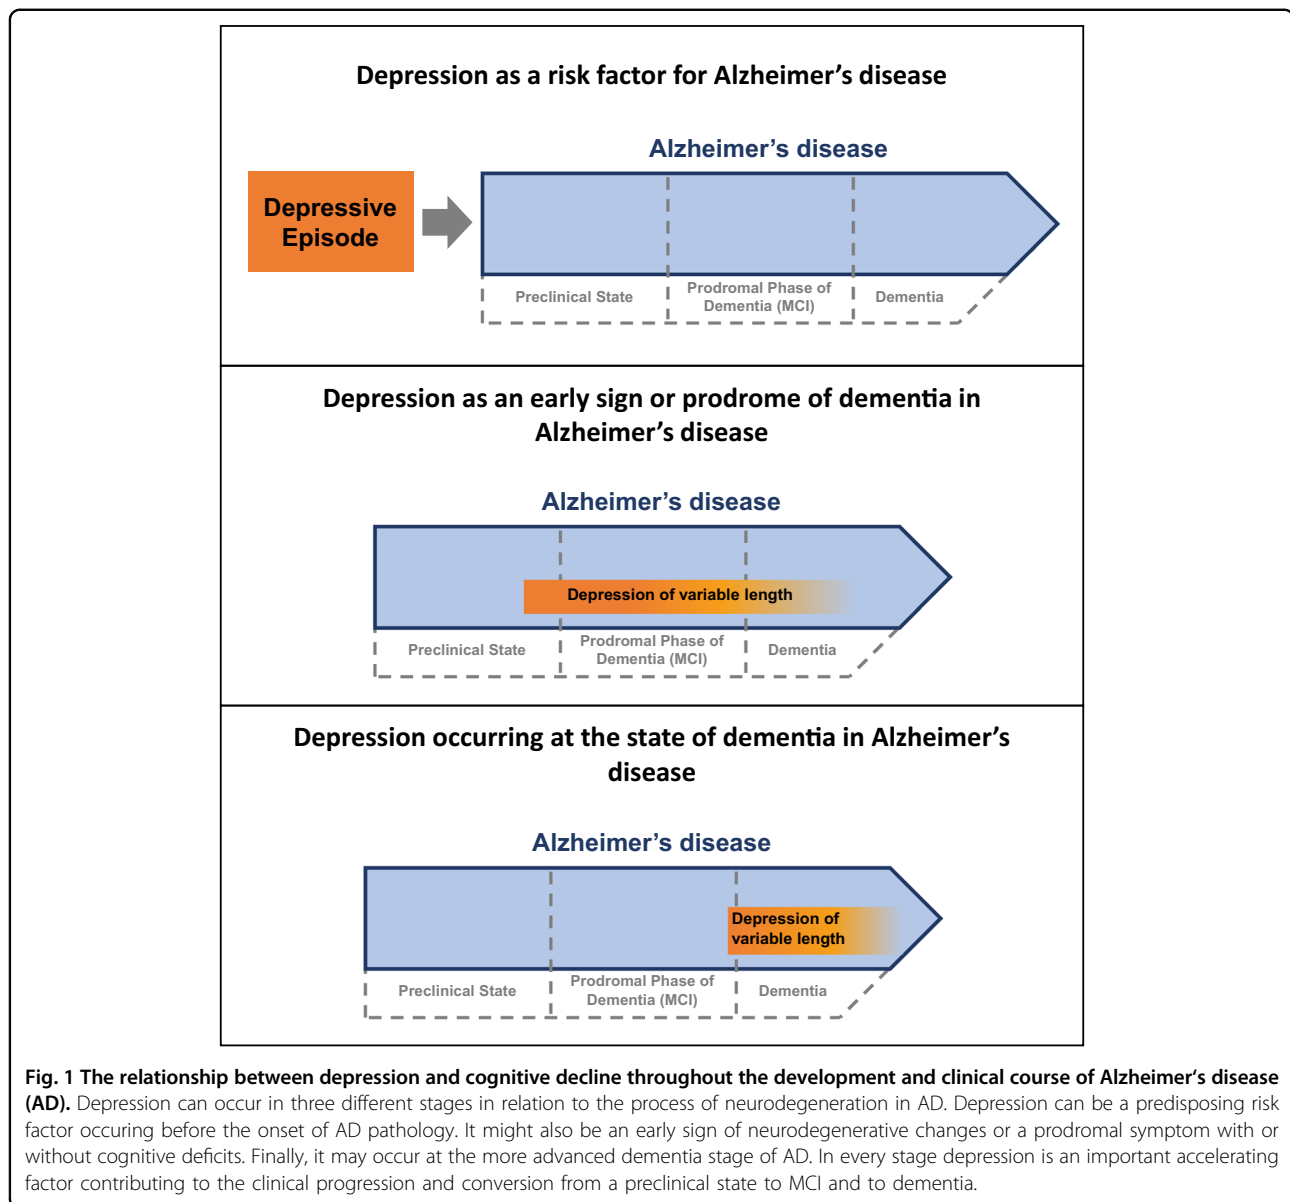 Depression as a risk factor for Alzheimer's disease
Alzheimer's disease
Depressive
Episode
Preclinical State
Prodromal Phase of
Dementia (MCI)
Dementia
Depression as an early sign or prodrome of dementia in
Alzheimer's disease
Alzheimer's disease
Depression of variable length
Preclinical State
Prodromal Phase of
Dementia (MCI)
Dementia
Depression occurring at the state of dementia in Alzheimer's
disease
Alzheimer's disease
Depression of
variable length
Preclinical State
Prodromal Phase of
Dementia (MCI)
Dementia
Fig. 1 The relationship between depression and cognitive decline throughout the development and clinical course of Alzheimer‘s disease
(AD). Depression can occur in three different stages in relation to the process of neurodegeneration in AD. Depression can be a predisposing risk
factor occuring before the onset of AD pathology. It might also be an early sign of neurodegenerative changes or a prodromal symptom with or
without cognitive deficits. Finally, it may occur at the more advanced dementia stage of AD. In every stage depression is an important accelerating
factor contributing to the clinical progression and conversion from a preclinical state to MCI and to dementia.